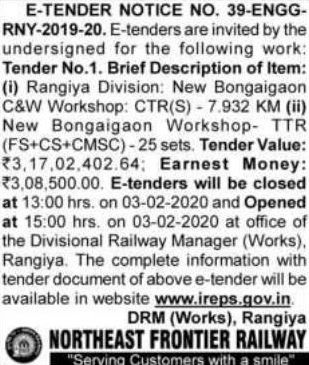 E-TENDER NOTICE NO. 39-ENGG-
RNY-2019-20. E-tenders are invited by the
undersigned for the following work:
Tender No.1. Brief Description of Item:
(i) Rangiya Division: New Bongaigaon
C&W Workshop: CTR(S) - 7.932 KM (ii)
New Bongaigaon Workshop- TTR
(FS+CS+CMSC) - 25 sets. Tender Value:
₹3,17,02,402.64; Earnest Money:
₹3,08,500.00. E-tenders will be closed
at 13:00 hrs. on 03-02-2020 and Opened
at 15:00 hrs. on 03-02-2020 at office of
the Divisional Railway Manager (Works),
Rangiya. The complete information with
tender document of above e-tender will be
available in website www.ireps.gov.in.
DRM (Works), Rangiya
NORTHEAST FRONTIER RAILWAY
"Serving Customers with a smile"